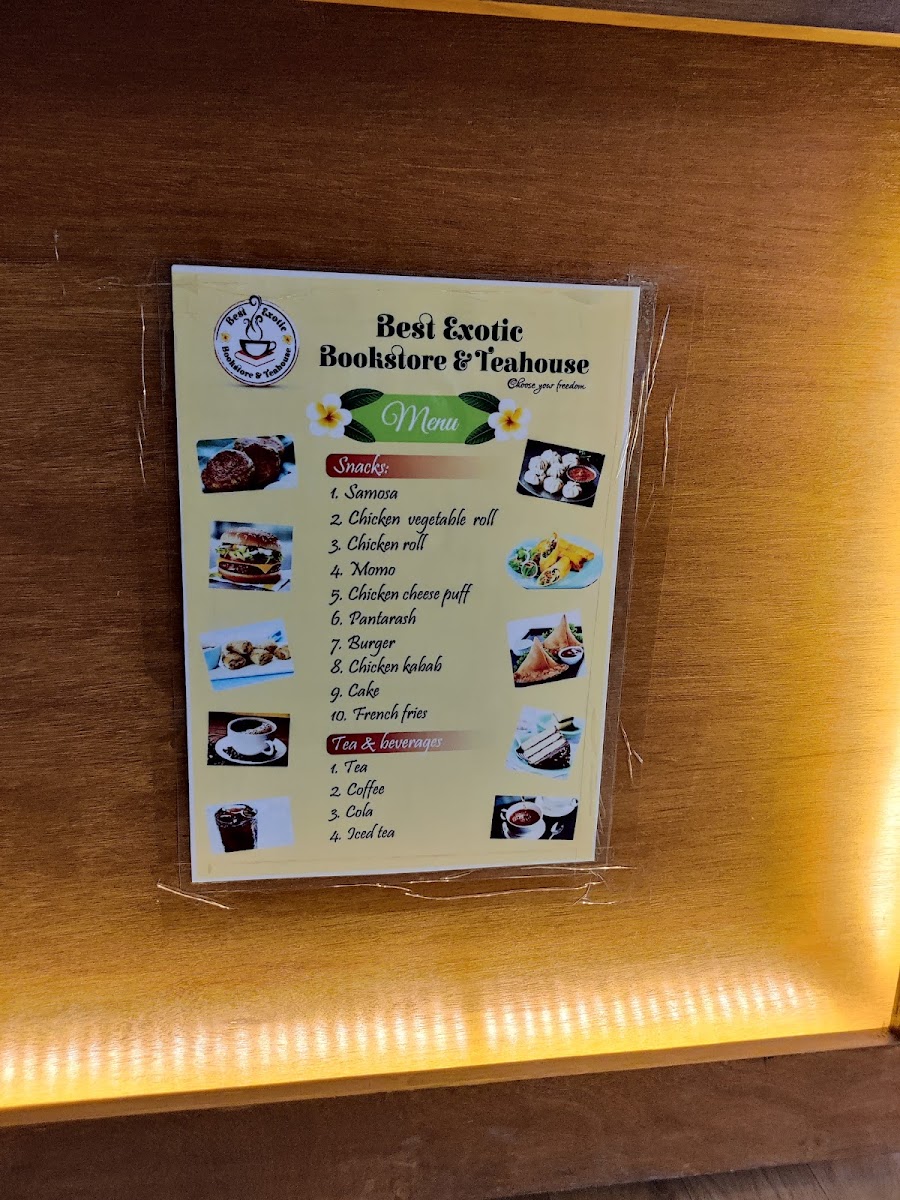 Best Exotic
Bookstore & Teahouse
Best Exotic
Bookstore & Teahouse
Choose your freedom
Menu
Snacks:
1. Samosa
2. Chicken vegetable roll
3. Chicken roll
4. Momo
5. Chicken cheese puff
6. Pantarash
7. Burger
8. Chicken kabab
9. Cake
10. French fries
Tea & beverages
1. Tea
2. Coffee
3. Cola
4. Iced tea